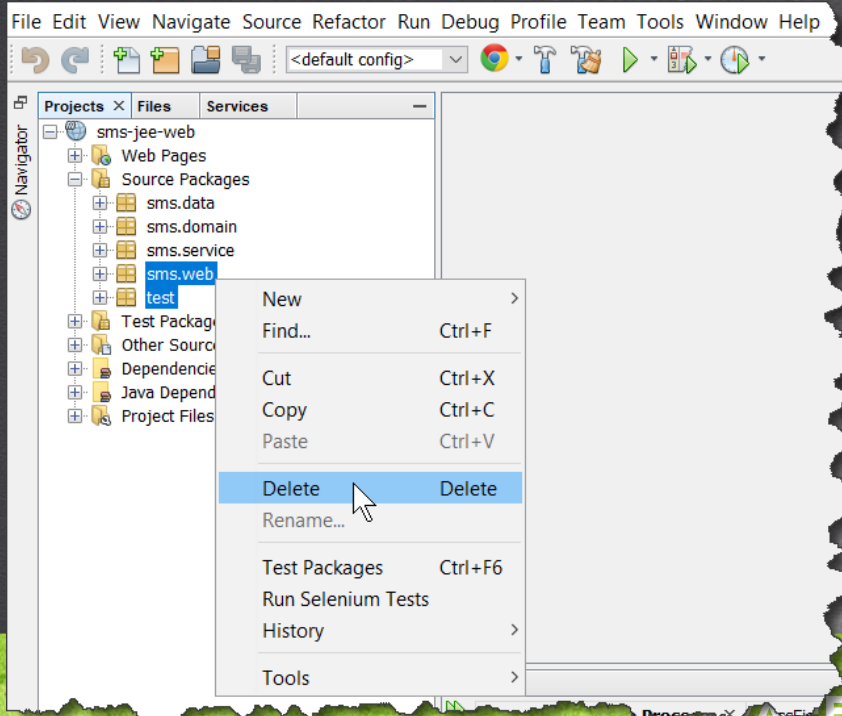 File Edit View Navigate Source Refactor Run Debug Profile Team Tools Window Help
<default config>
Projects Files Services
Navigator
sms-jee-web
Web Pages
Source Packages
sms.data
sms.domain
sms.service
sms.web
test
Test Package
Other Sourc
Dependencie
Java Depend
Project Files
New
Find... Ctrl+F
Cut Ctrl+X
Copy Ctrl+C
Paste Ctrl+V
Delete Delete
Rename...
Test Packages Ctrl+F6
Run Selenium Tests
History
Tools